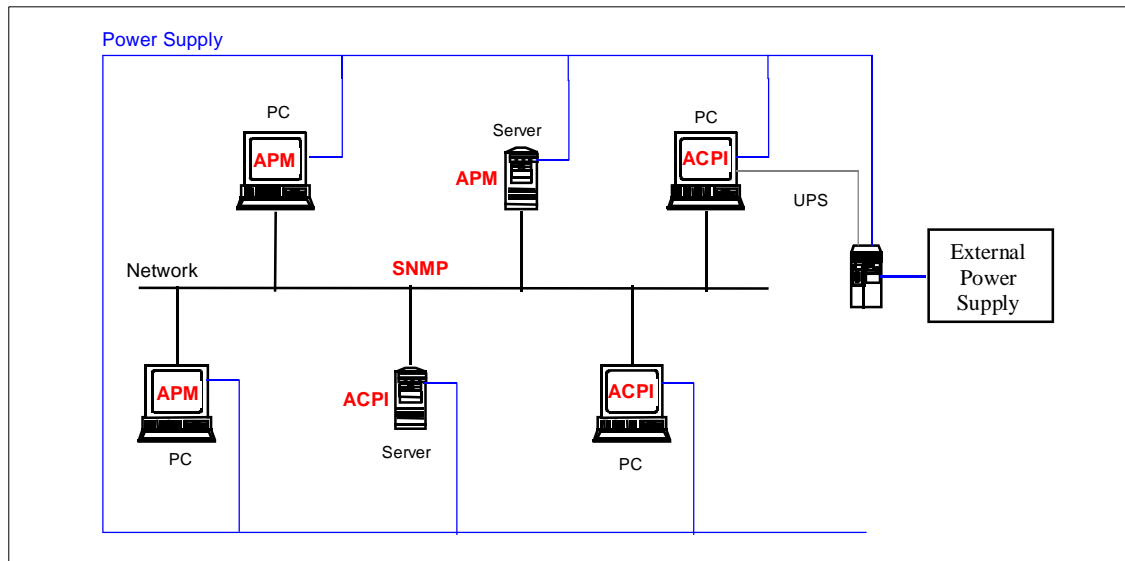 Power Supply
PC
Server
PC
APM
APM
ACPI
UPS
External
Power
Supply
Network
SNMP
APM
ACPI
ACPI
PC
Server
PC